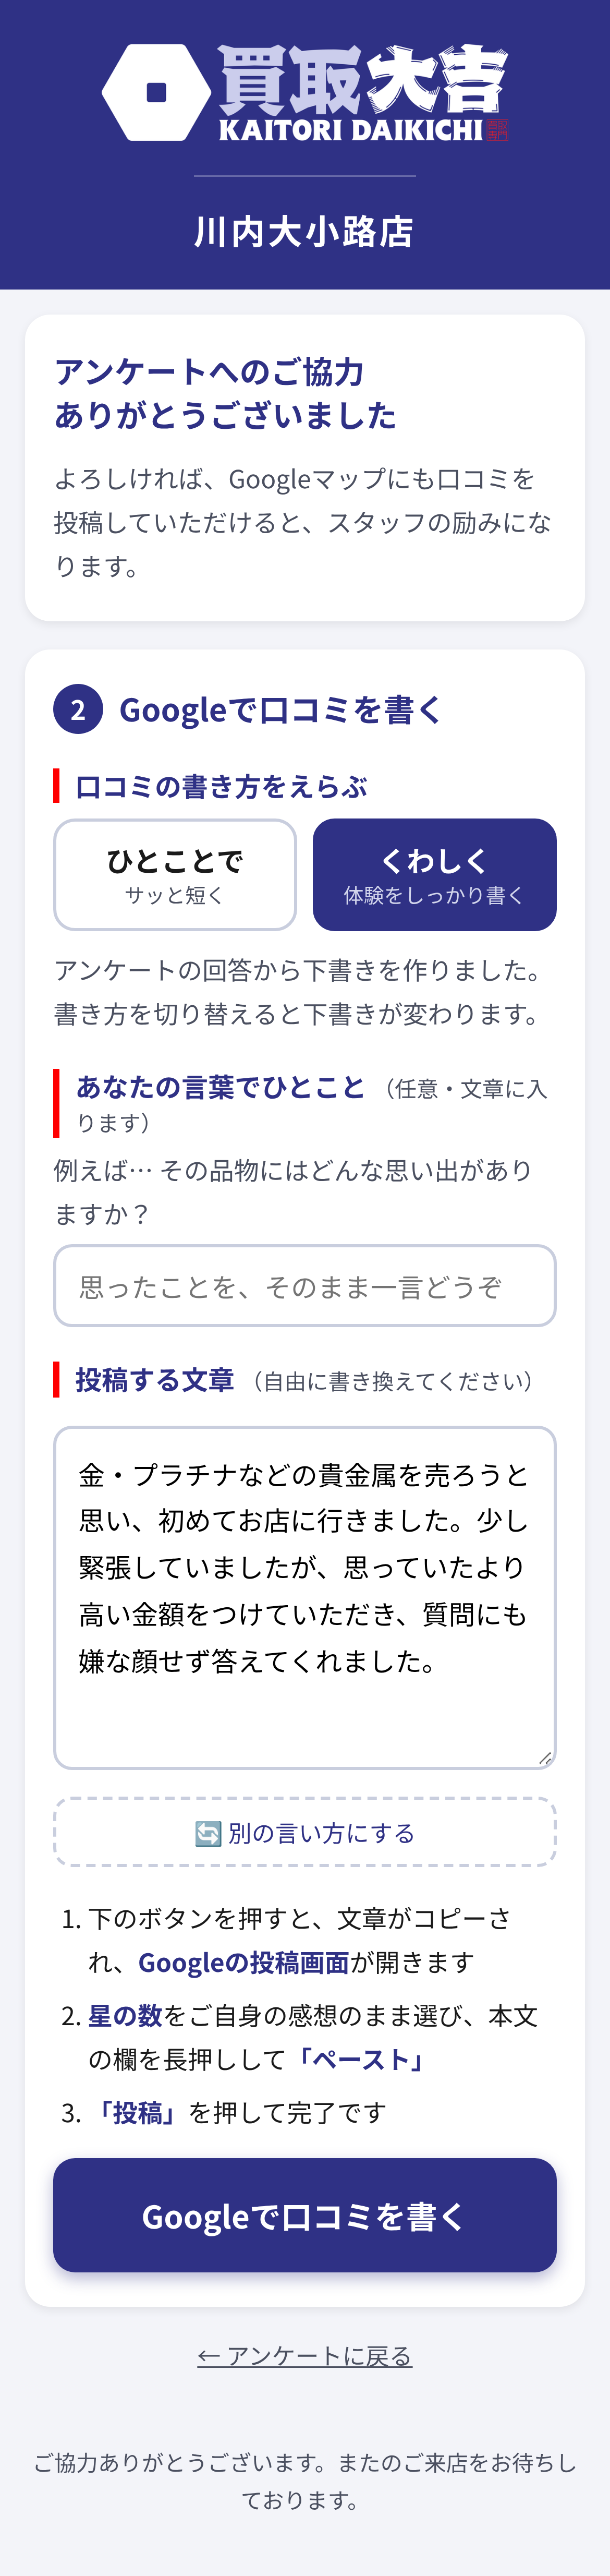 買取大吉
KAITORI DAIKICHI
川内大小路店
アンケートへのご協力
ありがとうございました
よろしければ、Googleマップにも口コミを
投稿していただけると、スタッフの励みにな
ります。
2 Googleで口コミを書く
口コミの書き方をえらぶ
ひとことで
サッと短く
くわしく
体験をしっかり書く
アンケートの回答から下書きを作りました。
書き方を切り替えると下書きが変わります。
あなたの言葉でひとこと （任意・文章に入
ります）
例えば… その品物にはどんな思い出があり
ますか？
思ったことを、そのまま一言どうぞ
投稿する文章 （自由に書き換えてください）
金・プラチナなどの貴金属を売ろうと
思い、初めてお店に行きました。少し
緊張していましたが、思っていたより
高い金額をつけていただき、質問にも
嫌な顔せず答えてくれました。
別の言い方にする
1. 下のボタンを押すと、文章がコピーさ
れ、Googleの投稿画面が開きます
2. 星の数をご自身の感想のまま選び、本文
の欄を長押しして「ペースト」
3. 「投稿」を押して完了です
Googleで口コミを書く
← アンケートに戻る
ご協力ありがとうございます。またのご来店をお待ちし
ております。